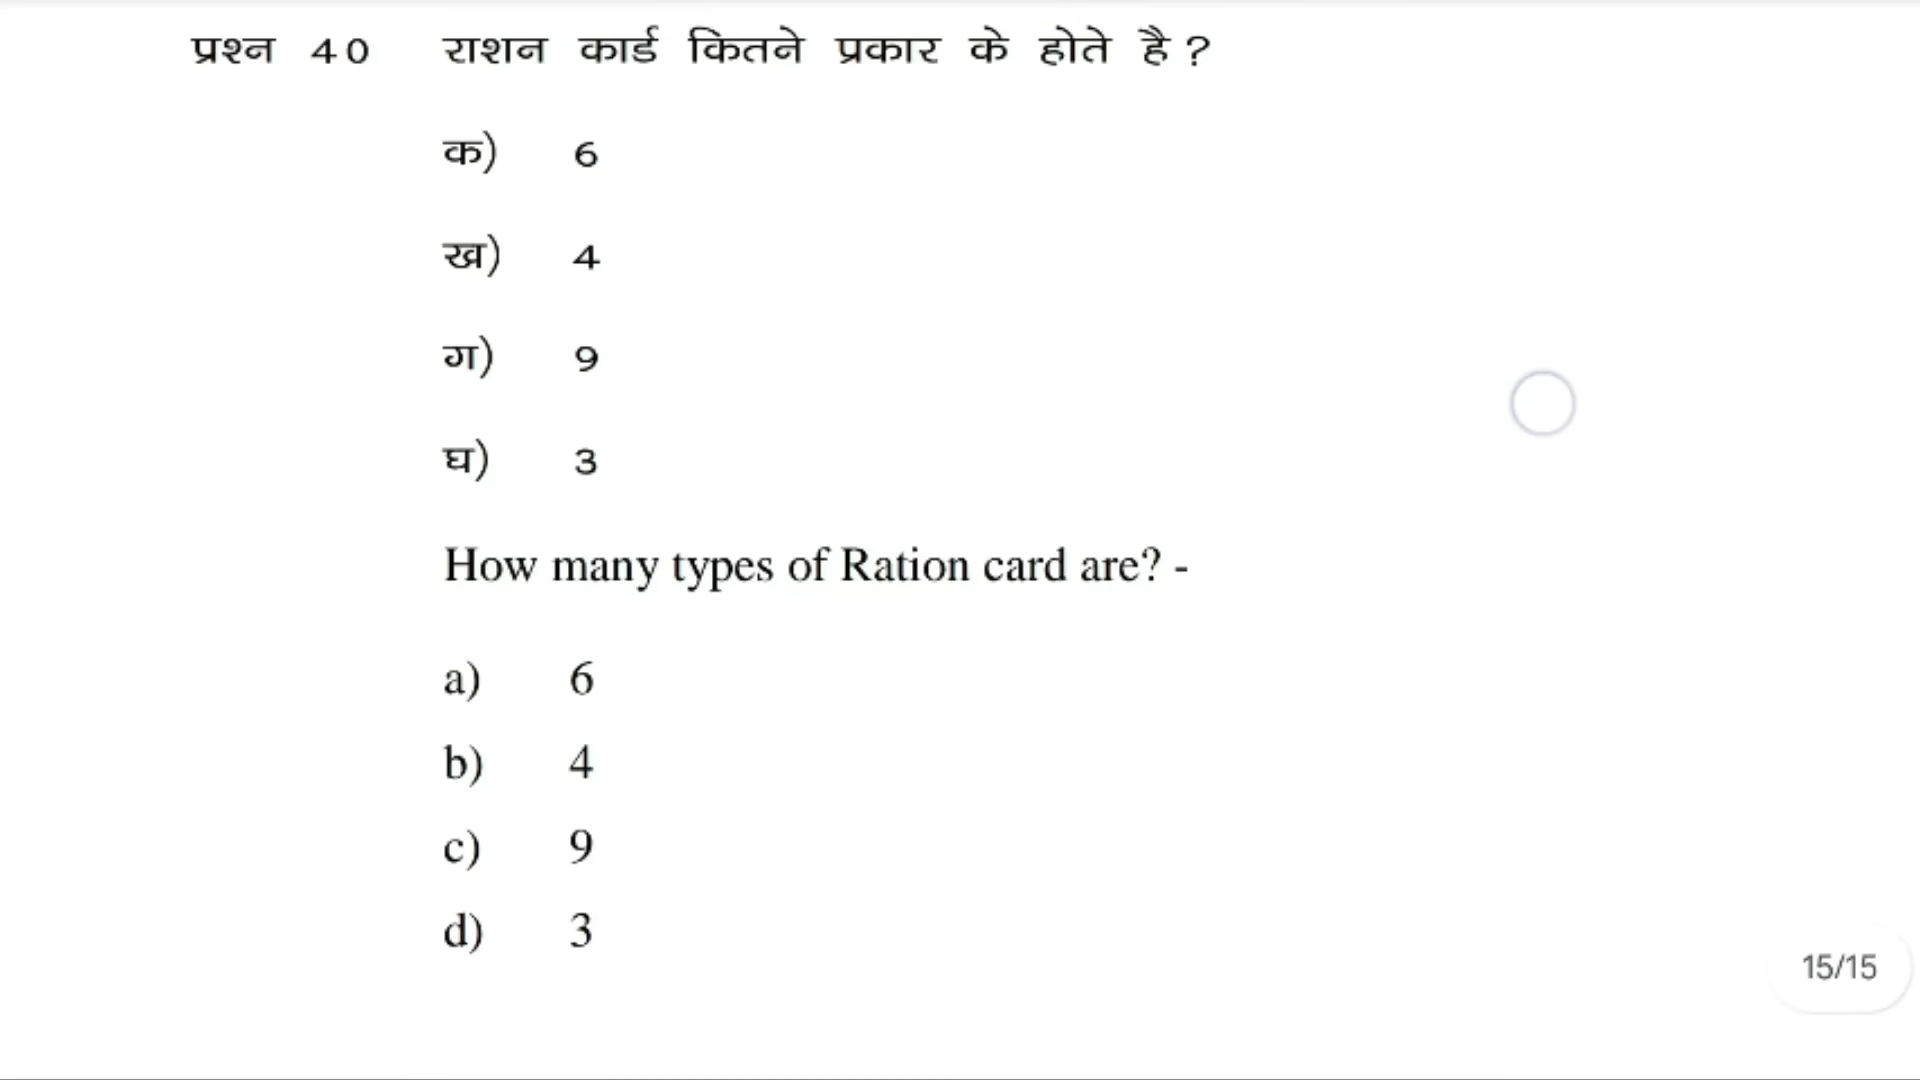 प्रश्न 40 राशन कार्ड कितने प्रकार के होते है ?
क) 6
ख) 4
ग) 9
घ) 3
How many types of Ration card are? -
a) 6
b) 4
c) 9
d) 3
15/15